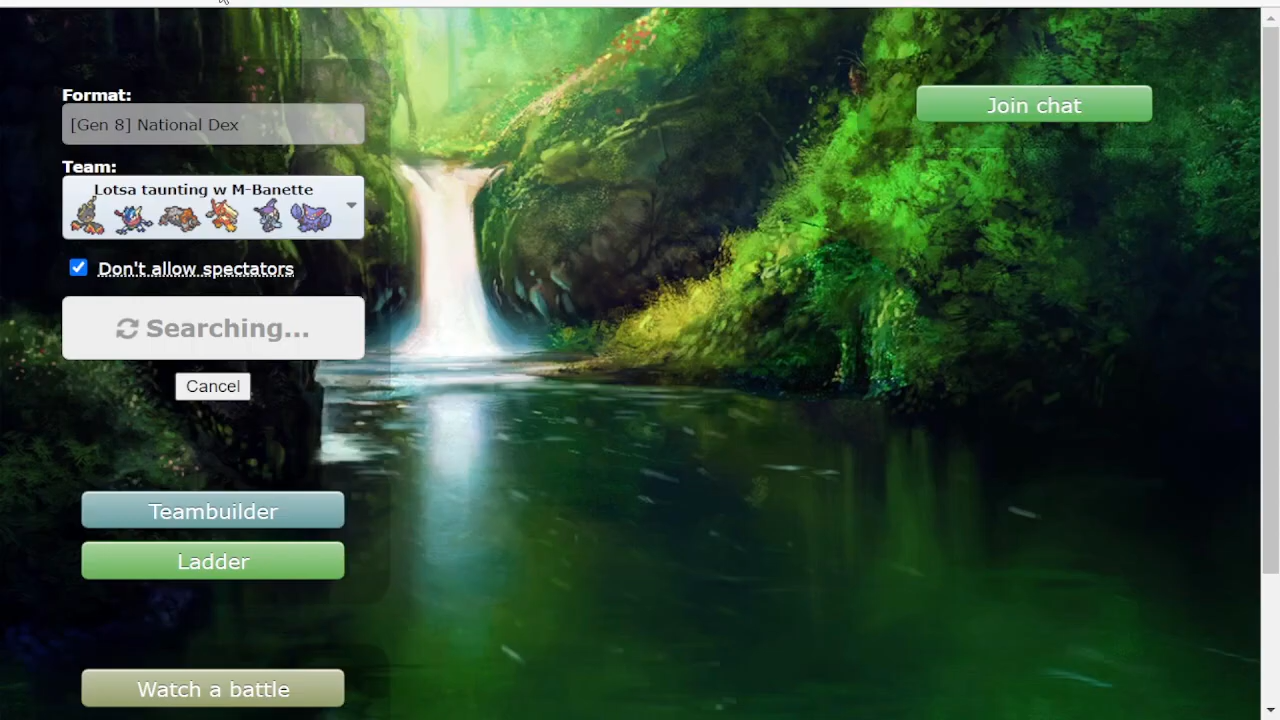 Format:
[Gen 8] National Dex
Team:
Lotsa taunting w M-Banette
Don't allow spectators
Searching...
Cancel
Teambuilder
Ladder
Watch a battle
Join chat